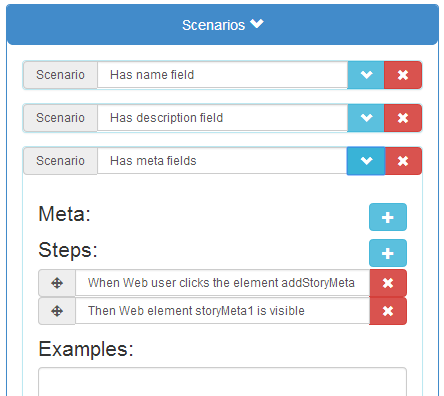 Scenarios
Scenario Has name field
Scenario Has description field
Scenario Has meta fields
Meta:
Steps:
When Web user clicks the element addStoryMeta
Then Web element storyMeta1 is visible
Examples: